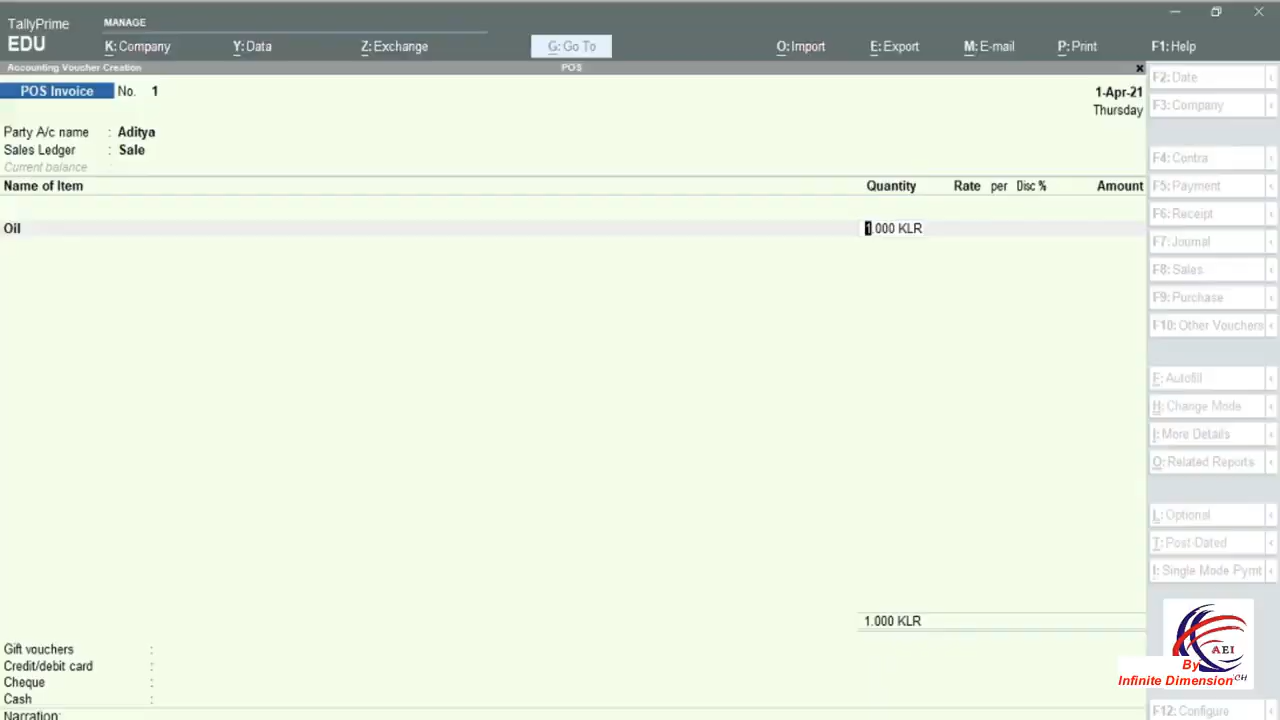 TallyPrime
MANAGE
EDU
K: Company
Y: Data
Z: Exchange
G: Go To
O: Import
E: Export
M: E-mail
P: Print
F1: Help
Accounting Voucher Creation
POS
x
POS Invoice No. 1
1-Apr-21
Thursday
Party A/c name : Aditya
Sales Ledger : Sale
Current balance :
Name of Item Quantity Rate per Disc % Amount
Oil 1.000 KLR
1.000 KLR
Gift vouchers :
Credit/debit card :
Cheque :
Cash :
Narration:
F2: Date
F3: Company
F4: Contra
F5: Payment
F6: Receipt
F7: Journal
F8: Sales
F9: Purchase
F10: Other Vouchers
F: Autofill
H: Change Mode
I: More Details
O: Related Reports
L: Optional
T: Post-Dated
I: Single Mode Pymt
AEI
By
Infinite Dimension
F12: Configure